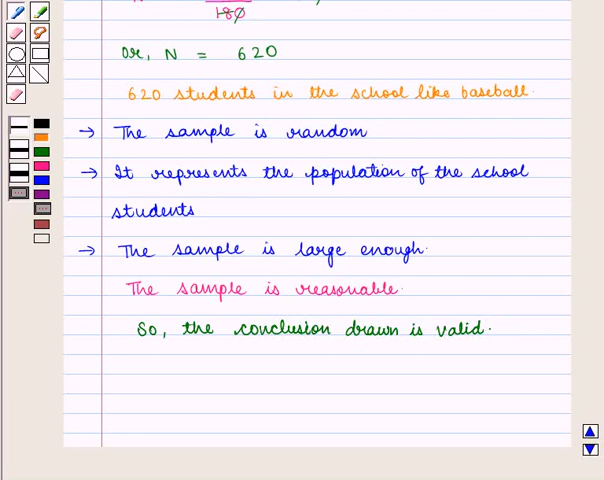 180
Or, N = 620
620 students in the school like baseball.
→ The sample is random
→ It represents the population of the school
students
→ The sample is large enough.
The sample is reasonable.
So, the conclusion drawn is valid.